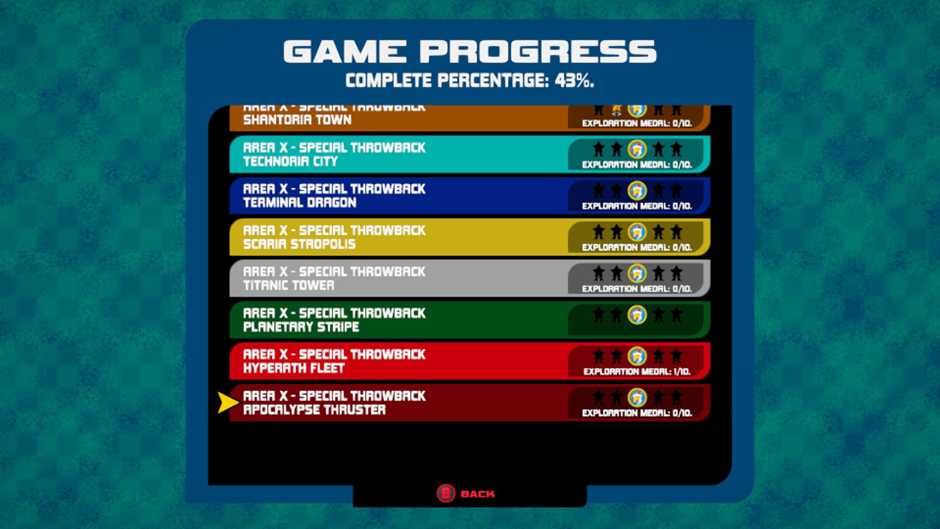 GAME PROGRESS
COMPLETE PERCENTAGE: 43%.
AREA X - SPECIAL THROWBACK
SHANTORIA TOWN
EXPLORATION MEDAL: 0/10.
AREA X - SPECIAL THROWBACK
TECHNORIA CITY
EXPLORATION MEDAL: 0/10.
AREA X - SPECIAL THROWBACK
TERMINAL DRAGON
EXPLORATION MEDAL: 0/10.
AREA X - SPECIAL THROWBACK
SCARIA STROPOLIS
EXPLORATION MEDAL: 0/10.
AREA X - SPECIAL THROWBACK
TITANIC TOWER
EXPLORATION MEDAL: 0/10.
AREA X - SPECIAL THROWBACK
PLANETARY STRIPE
AREA X - SPECIAL THROWBACK
HYPERATH FLEET
EXPLORATION MEDAL: 1/10.
AREA X - SPECIAL THROWBACK
APOCALYPSE THRUSTER
EXPLORATION MEDAL: 0/10.
B BACK